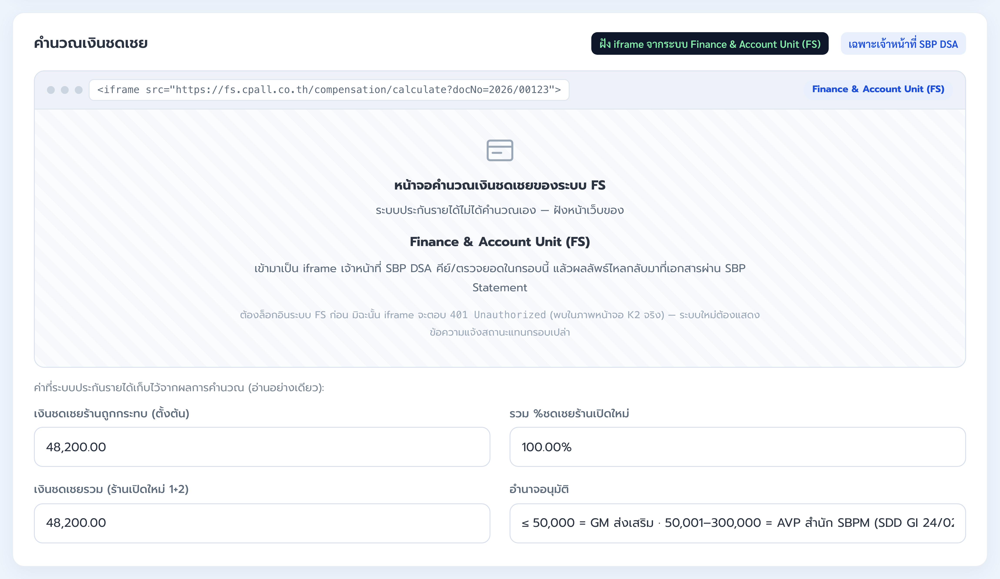 คำนวณเงินชดเชย
ฝัง iframe จากระบบ Finance & Account Unit (FS)
เฉพาะเจ้าหน้าที่ SBP DSA
<iframe src="https://fs.cpall.co.th/compensation/calculate?docNo=2026/00123">
Finance & Account Unit (FS)
หน้าจอคำนวณเงินชดเชยของระบบ FS
ระบบประกันรายได้ไม่ได้คำนวณเอง — ฝังหน้าเว็บของ
Finance & Account Unit (FS)
เข้ามาเป็น iframe เจ้าหน้าที่ SBP DSA คีย์/ตรวจยอดในกรอบนี้ แล้วผลลัพธ์ไหลกลับมาที่เอกสารผ่าน SBP
Statement
ต้องล็อกอินระบบ FS ก่อน มิฉะนั้น iframe จะตอบ 401 Unauthorized (พบในภาพหน้าจอ K2 จริง) — ระบบใหม่ต้องแสดง
ข้อความแจ้งสถานะแทนกรอบเปล่า
ค่าที่ระบบประกันรายได้เก็บไว้จากผลการคำนวณ (อ่านอย่างเดียว):
เงินชดเชยร้านถูกกระทบ (ตั้งต้น)
รวม %ชดเชยร้านเปิดใหม่
48,200.00
100.00%
เงินชดเชยรวม (ร้านเปิดใหม่ 1+2)
อำนาจอนุมัติ
48,200.00
≤ 50,000 = GM ส่งเสริม · 50,001–300,000 = AVP สำนัก SBPM (SDD GI 24/02